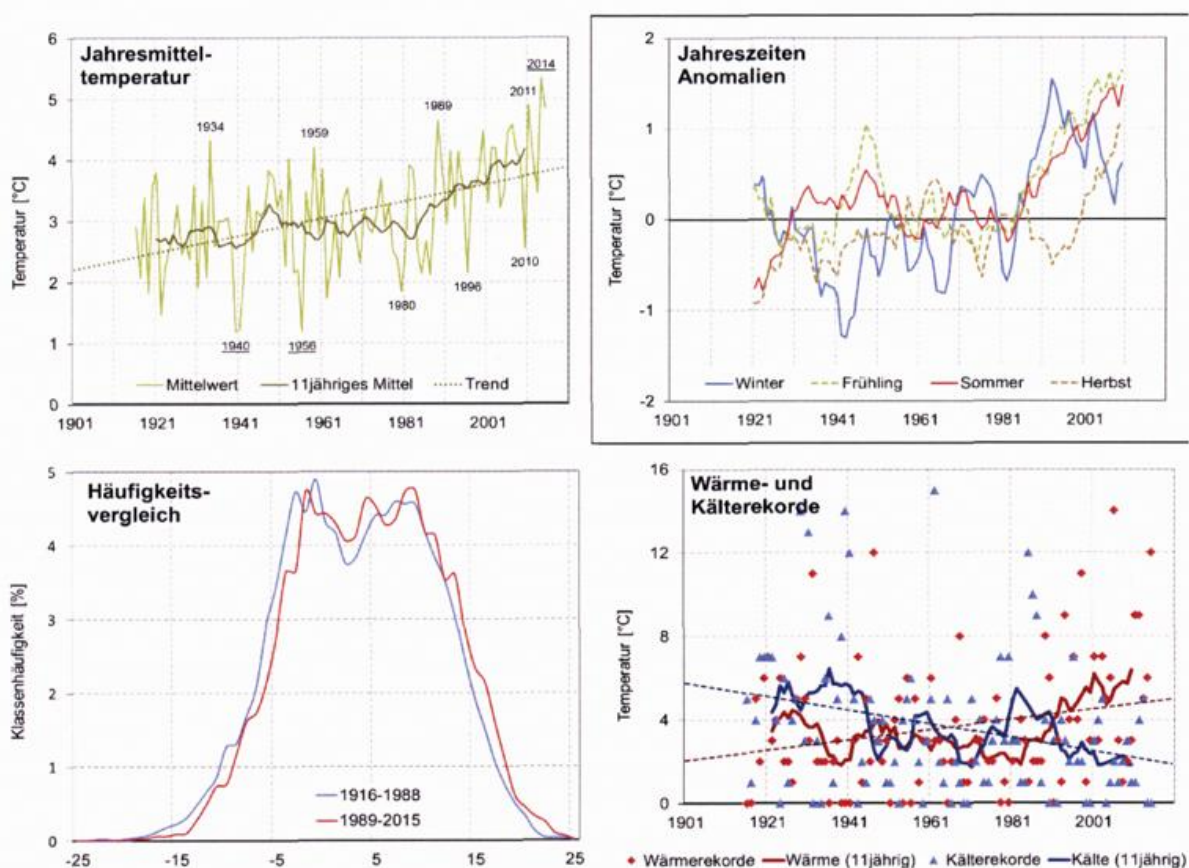 Jahresmittel-
temperatur
Temperatur [°C]
6
5
4
3
2
1
0
1934
1959
1989
2011
2014
1940
1956
1980
1996
2010
Mittelwert
11jähriges Mittel
Trend
1901 1921 1941 1961 1981 2001
Jahreszeiten
Anomalien
Temperatur [°C]
2
1
0
-1
-2
Winter
Frühling
Sommer
Herbst
1901 1921 1941 1961 1981 2001
Häufigkeits-
vergleich
Klassenhäufigkeit [%]
5
4
3
2
1
0
1916-1988
1989-2015
-25 -15 -5 5 15 25
Wärme- und
Kälterekorde
Temperatur [°C]
16
12
8
4
0
1901 1921 1941 1961 1981 2001
Wärmerekorde
Wärme (11jährig)
Kälterekorde
Kälte (11jährig)